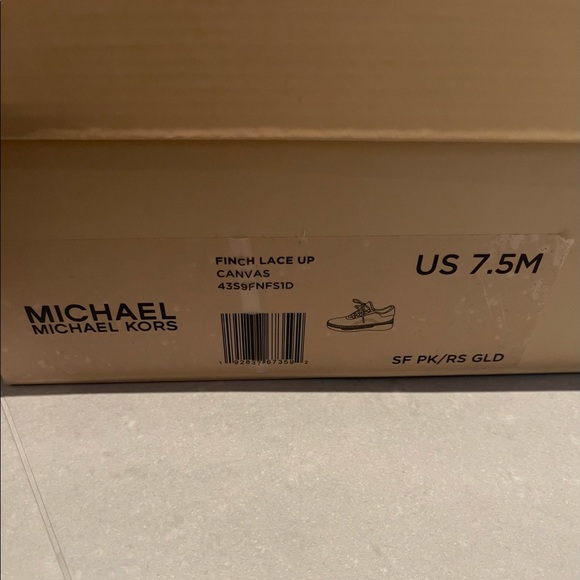 FINCH LACE UP
CANVAS
43S9FNFS1D
US 7.5M
MICHAEL
MICHAEL KORS
SF PK/RS GLD